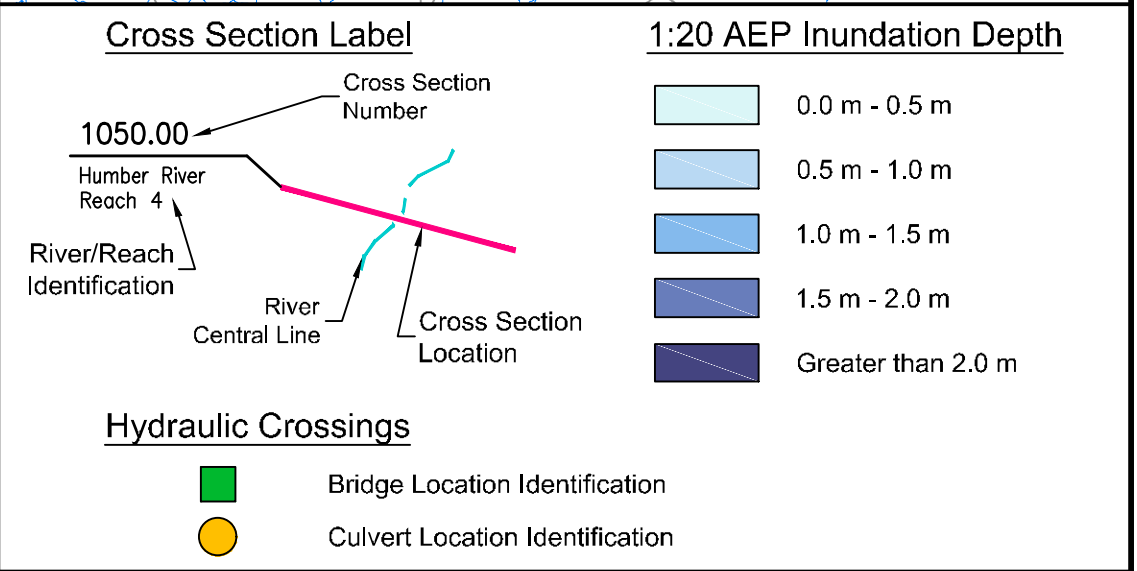 Cross Section Label
Cross Section
Number
1050.00
Humber River
Reach 4
River/Reach
Identification
River
Central Line
Cross Section
Location
1:20 AEP Inundation Depth
0.0 m - 0.5 m
0.5 m - 1.0 m
1.0 m - 1.5 m
1.5 m - 2.0 m
Greater than 2.0 m
Hydraulic Crossings
Bridge Location Identification
Culvert Location Identification